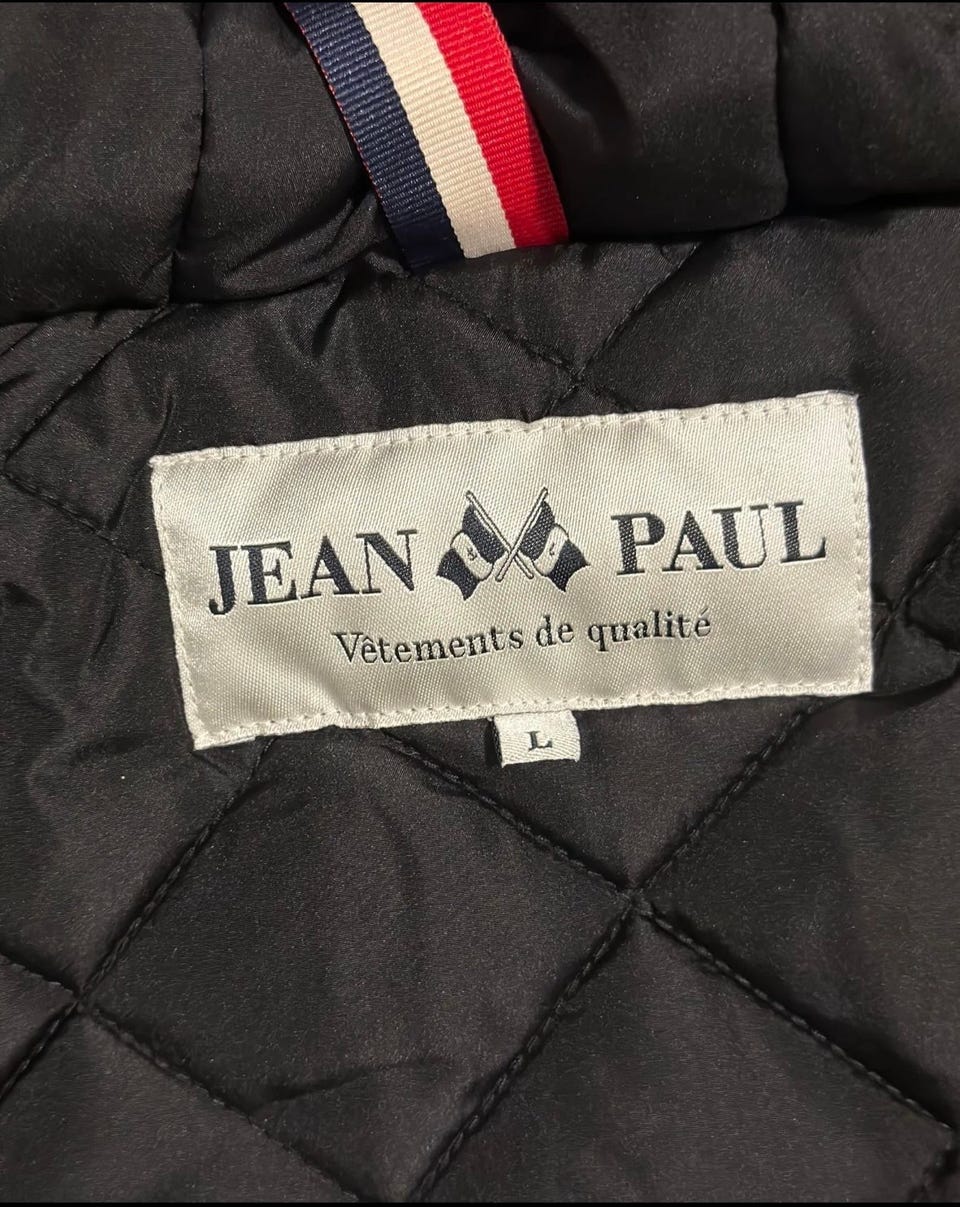 JEAN PAUL
Vêtements de qualité
L